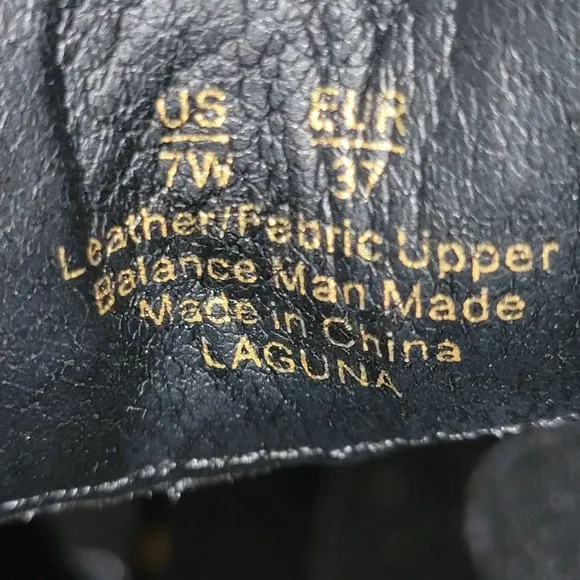 US EUR
7W 37
Leather/Fabric Upper
Balance Man Made
Made in China
LAGUNA